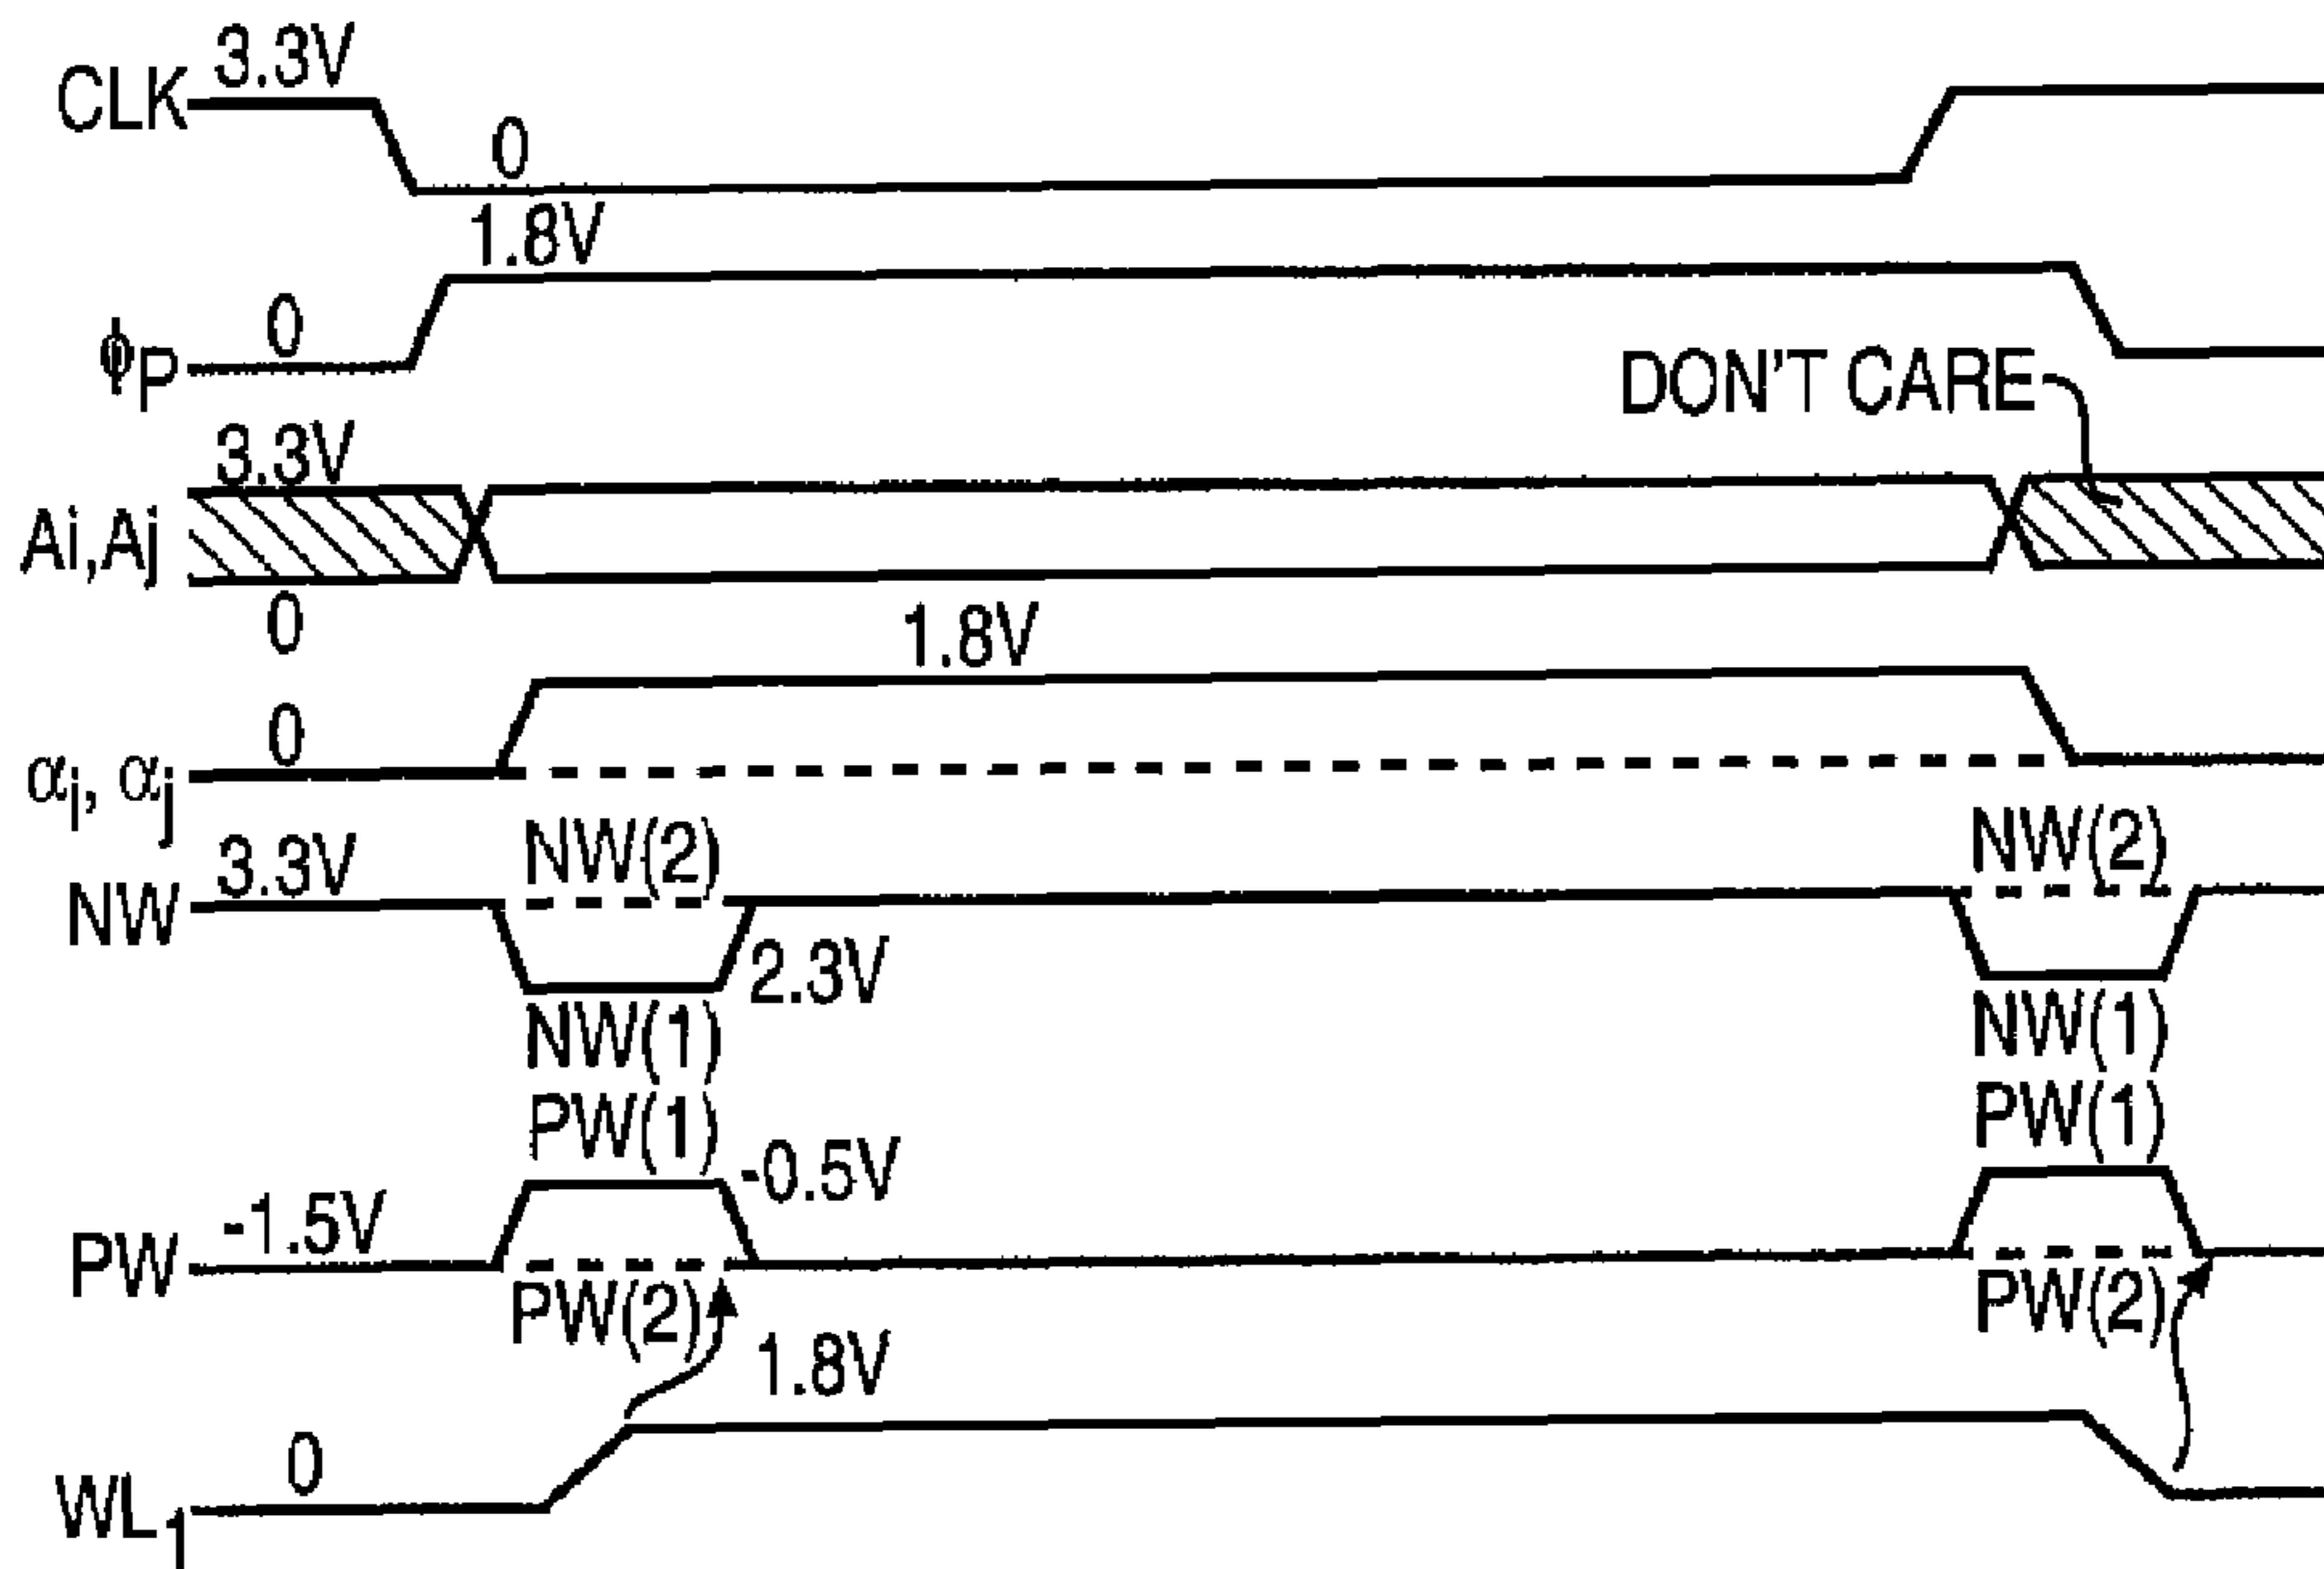 3.3V
CLK
0
1.8V
0
ϕP
DON'T CARE
3.3V
Ai,Aj
0
1.8V
0
αi, αj
NW(2)
NW(2)
3.3V
NW
2.3V
NW(1)
NW(1)
PW(1)
PW(1)
-0.5V
-1.5V
PW
PW(2)
PW(2)
1.8V
0
WL1